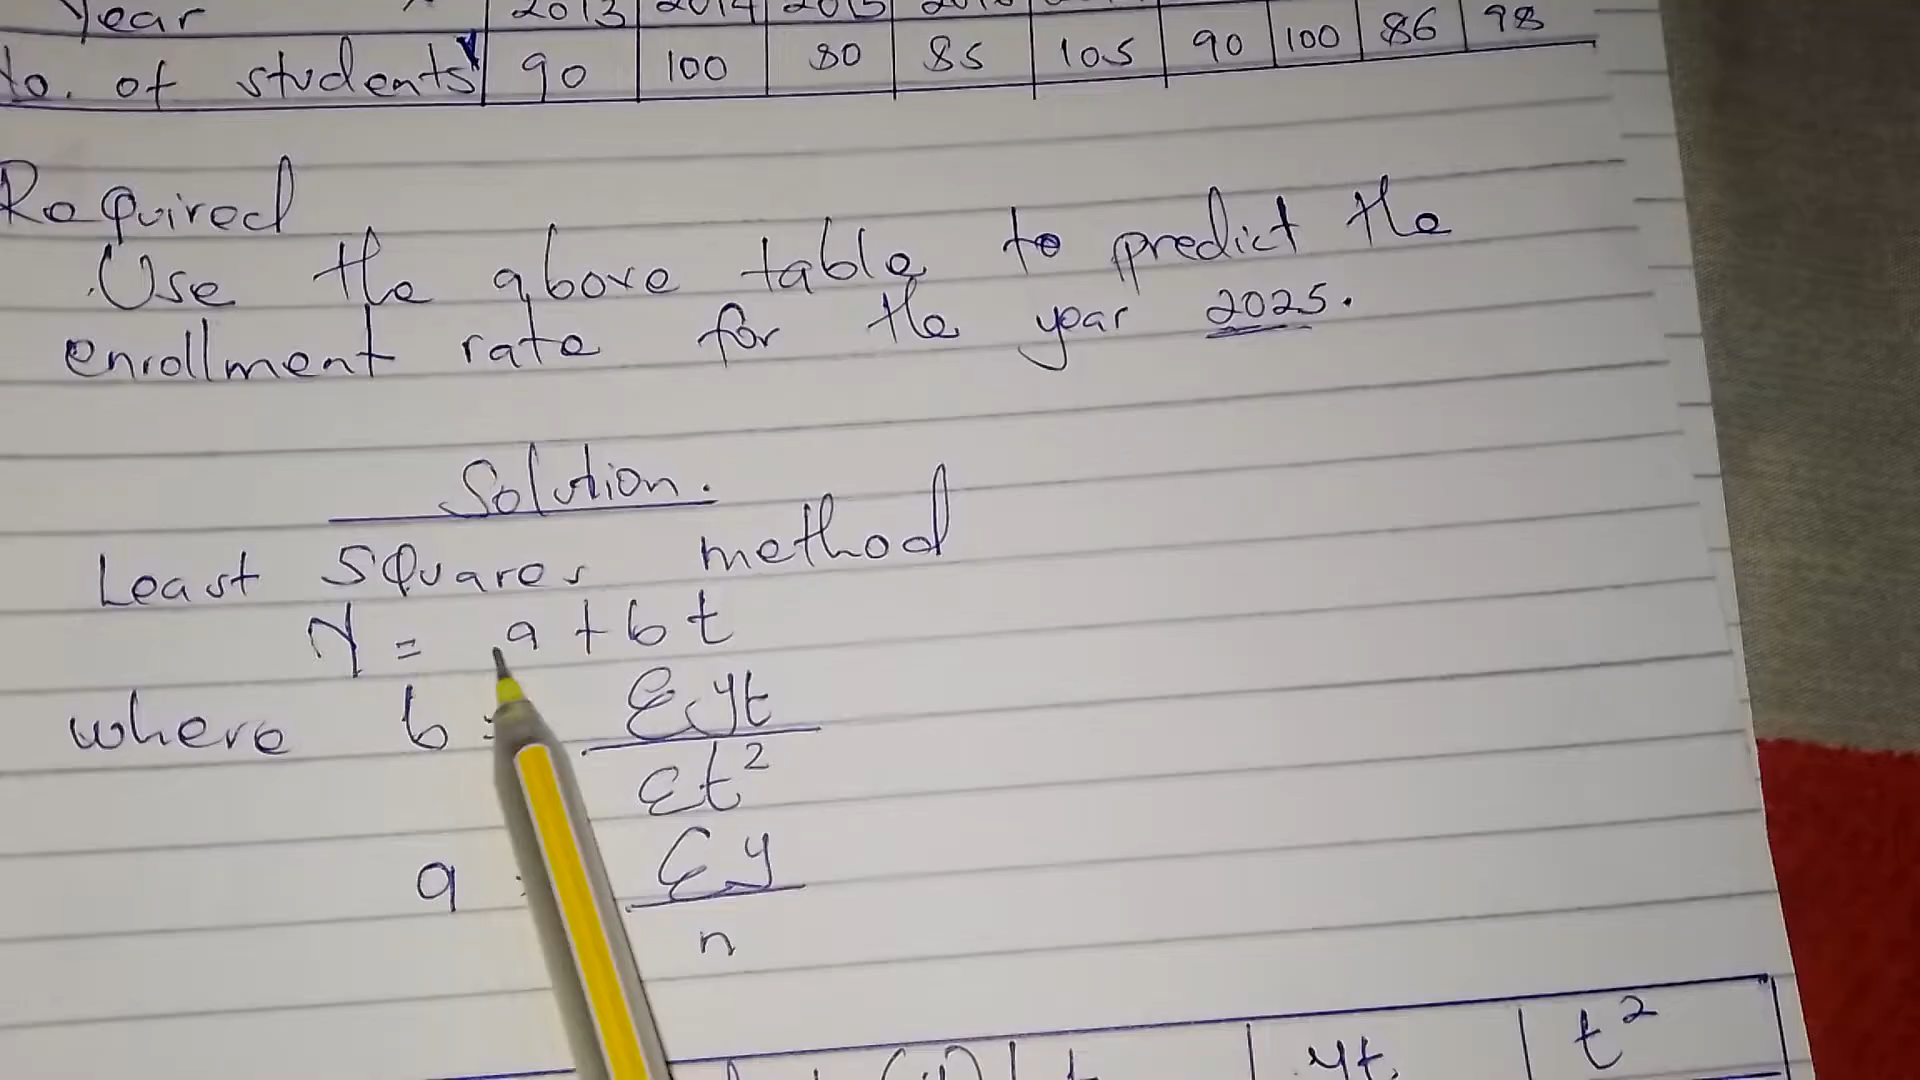 Year 2013 2014 2015
No. of students 90 100 80 85 105 90 100 86 98
Required
Use the above table to predict the
enrollment rate for the year 2025.
Solution.
Least Squares method
Y = a + bt
where b = Σyt
Σt²
a = Σy
n
t yt t²